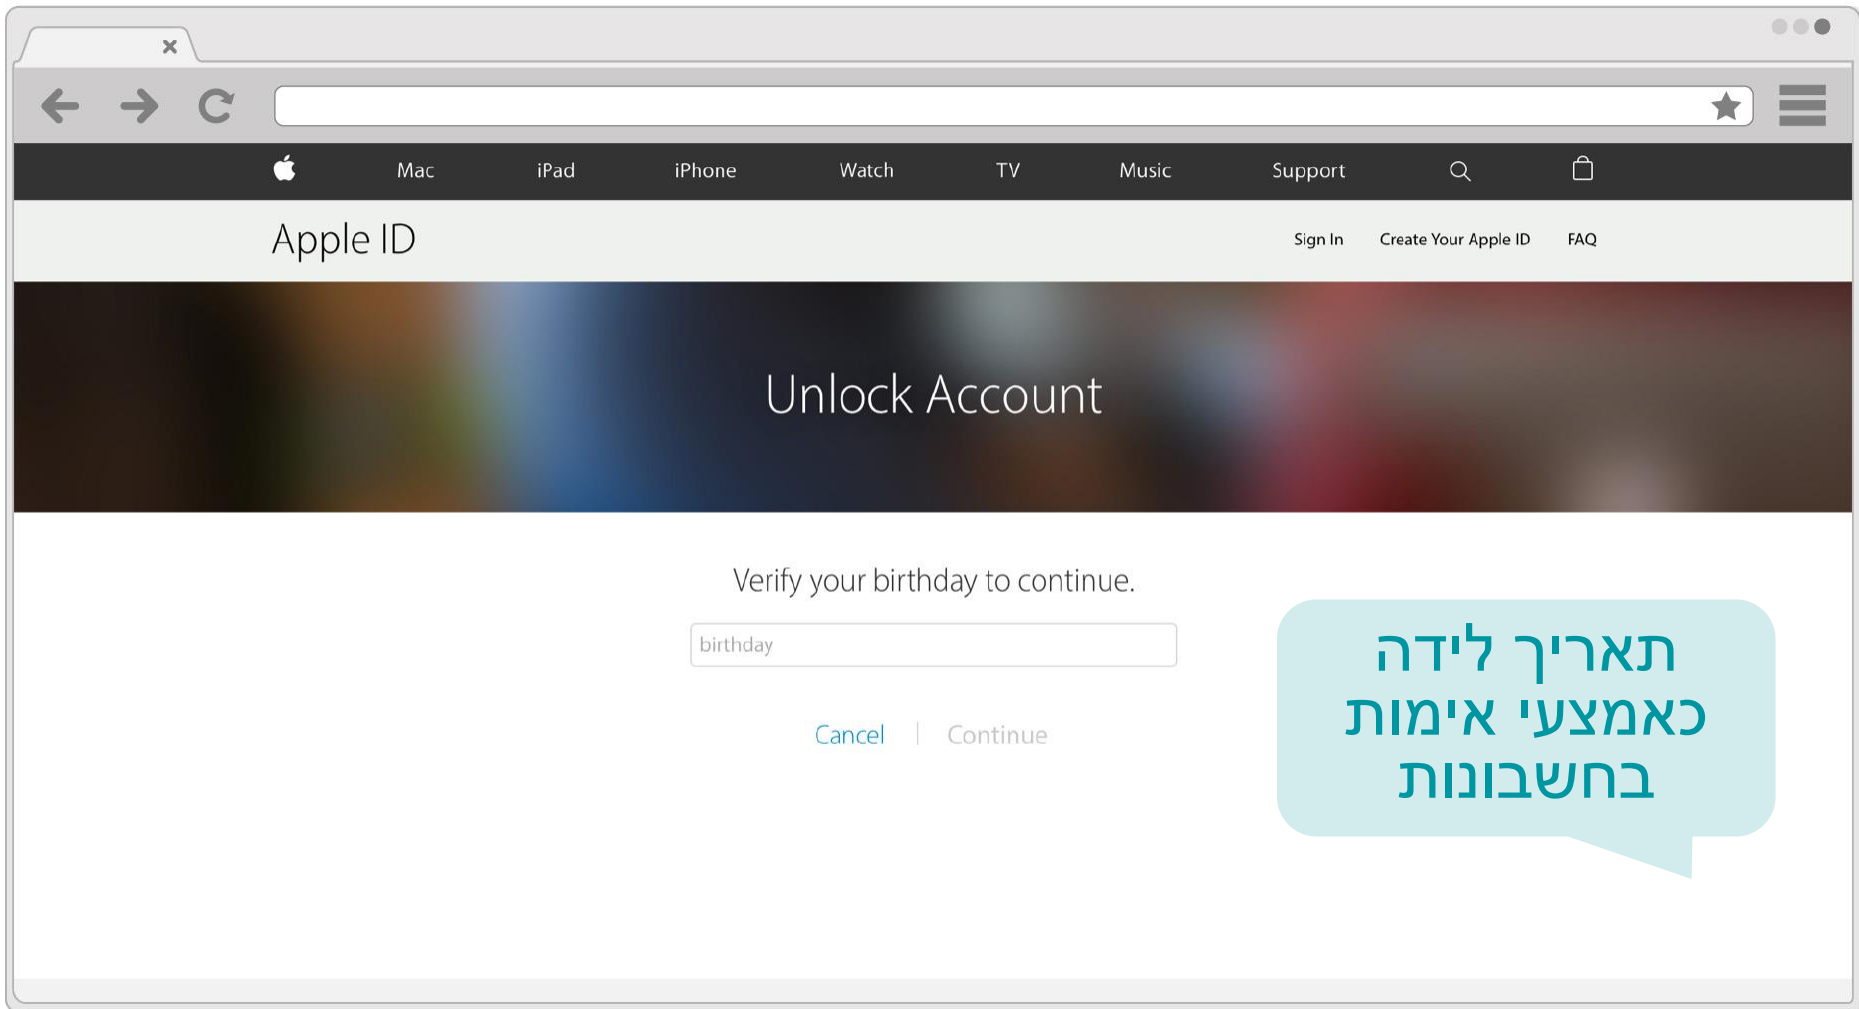 Mac iPad iPhone Watch TV Music Support
Apple ID
Sign In Create Your Apple ID FAQ
Unlock Account
Verify your birthday to continue.
birthday
Cancel | Continue
תאריך לידה
כאמצעי אימות
בחשבונות